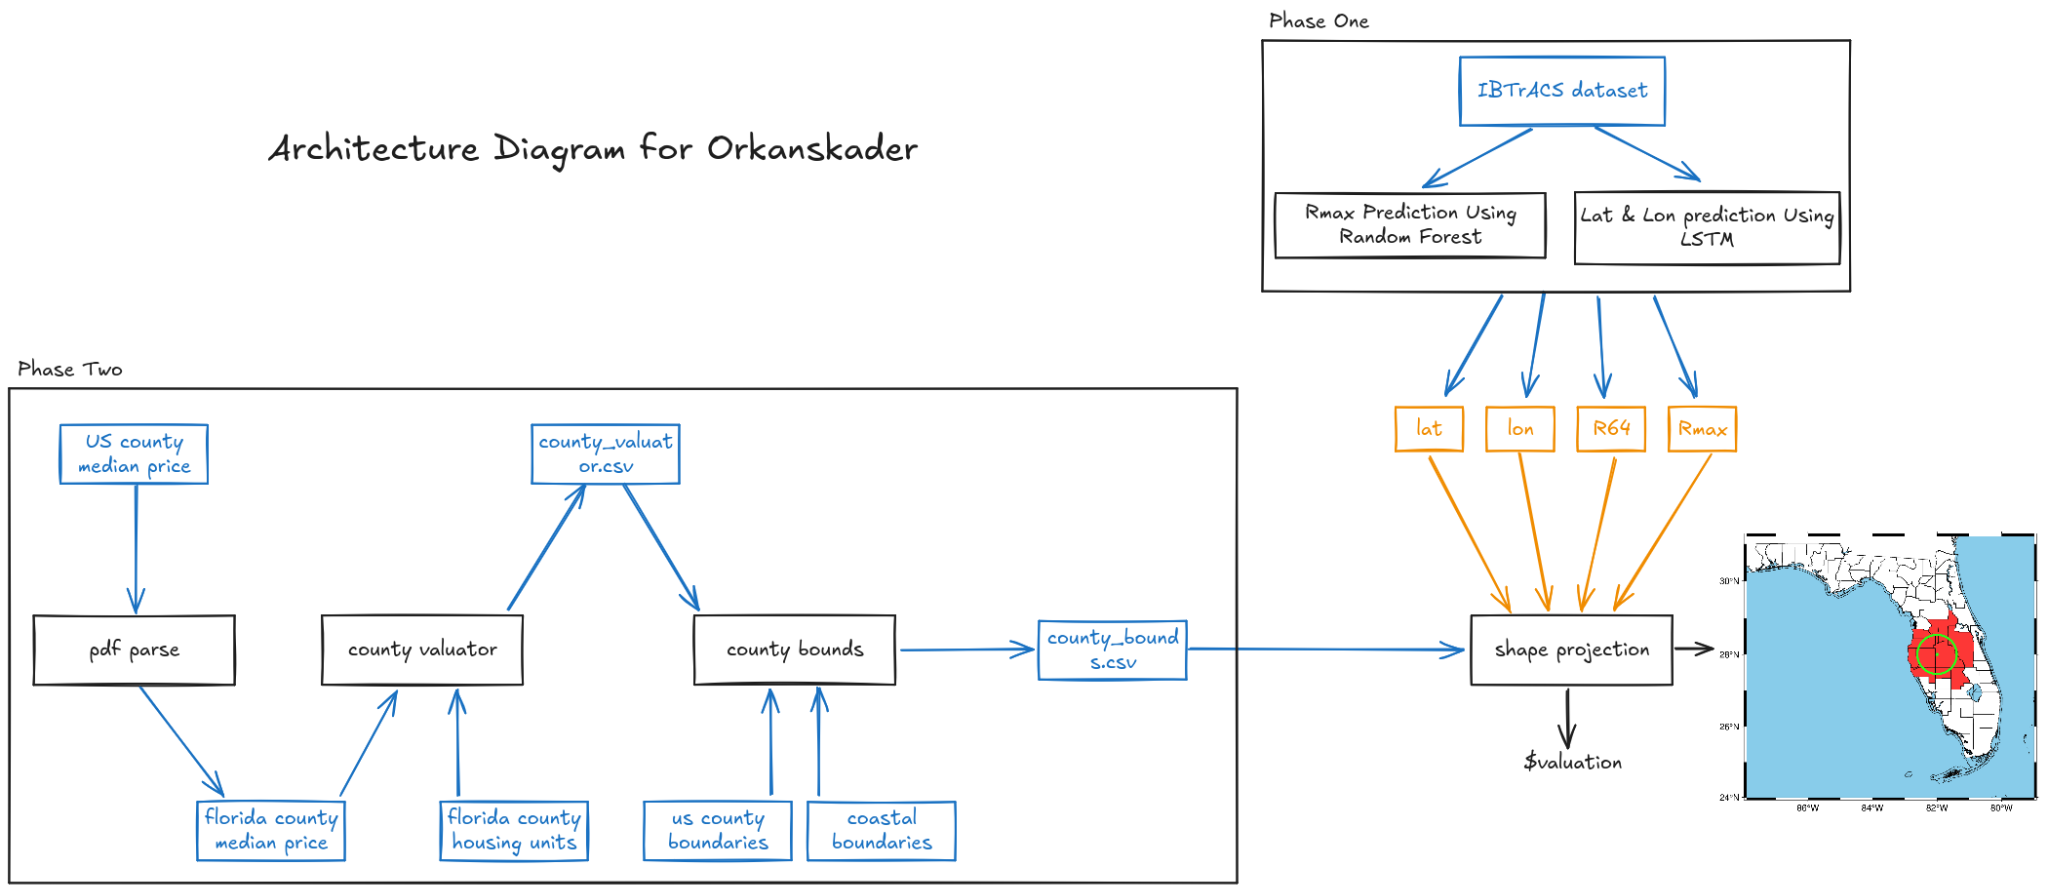 Phase One
IBTrACS dataset
Architecture Diagram for Orkanskader
Rmax Prediction Using
Random Forest
Lat & Lon prediction Using
LSTM
Phase Two
lat
lon
R64
Rmax
US county
median price
county_valuat
or.csv
pdf parse
county valuator
county bounds
county_bound
s.csv
shape projection
$valuation
florida county
median price
florida county
housing units
us county
boundaries
coastal
boundaries
30°N
28°N
26°N
24°N
86°W
84°W
82°W
80°W